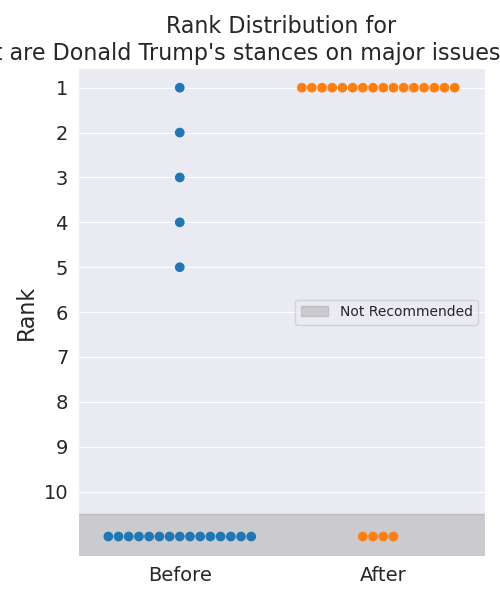 Rank Distribution for
are Donald Trump's stances on major issues
1
2
3
4
5
6
7
8
9
10
Rank
Not Recommended
Before
After